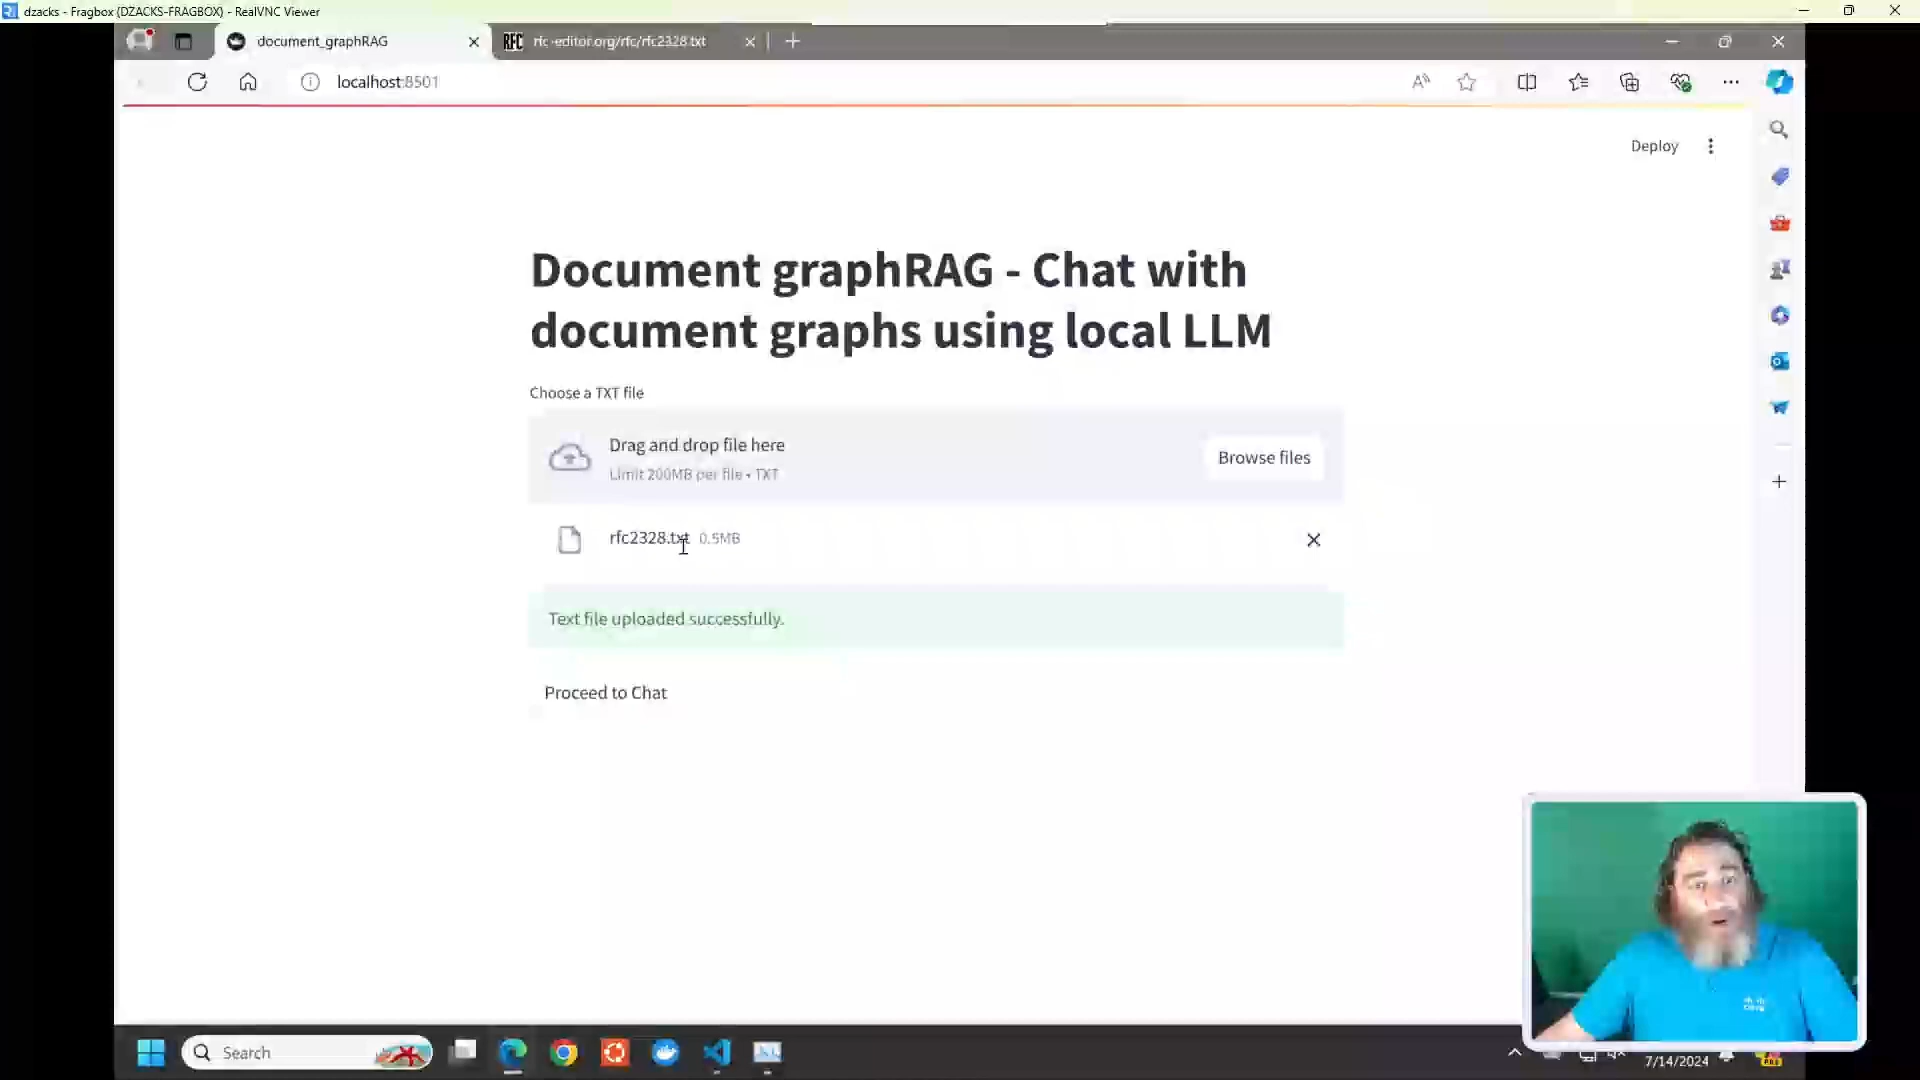 dzacks - Fragbox (DZACKS-FRAGBOX) - RealVNC Viewer
document_graphRAG
RFC rfc-editor.org/rfc/rfc2328.txt
localhost:8501
Deploy
Document graphRAG - Chat with
document graphs using local LLM
Choose a TXT file
Drag and drop file here
Limit 200MB per file • TXT
Browse files
rfc2328.txt 0.5MB
Text file uploaded successfully.
Proceed to Chat
Search
7/14/2024